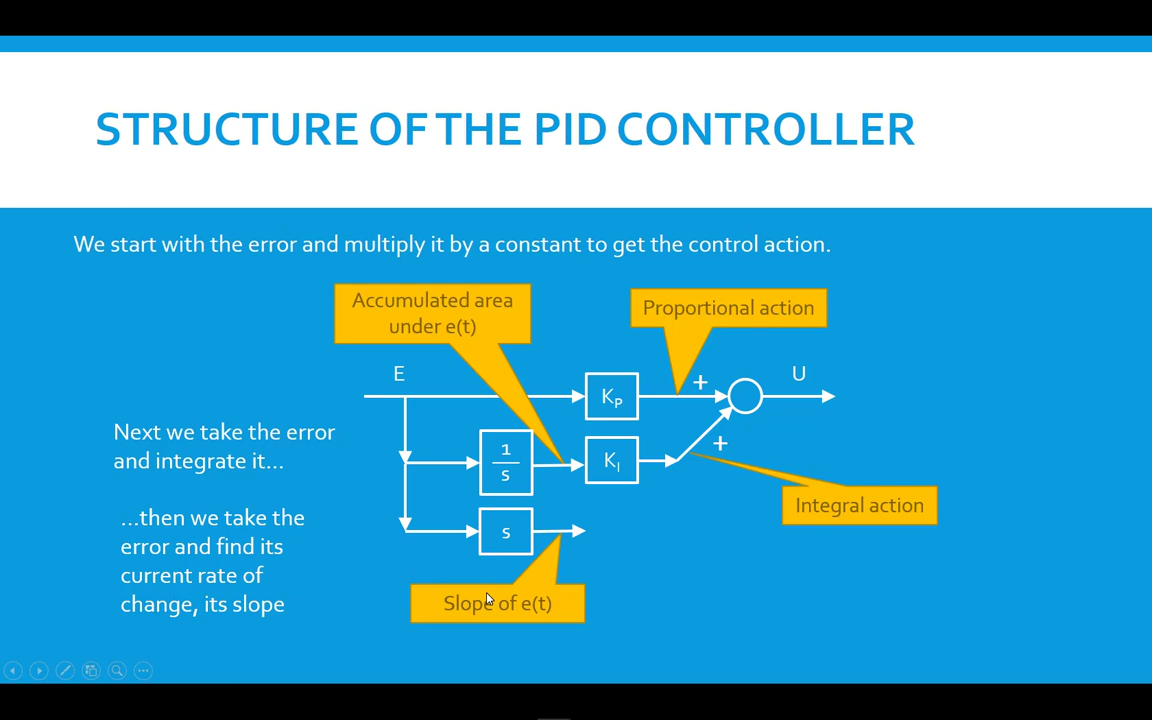 STRUCTURE OF THE PID CONTROLLER
We start with the error and multiply it by a constant to get the control action.
Accumulated area
under e(t)
Proportional action
E
U
K_P
+
Next we take the error
and integrate it...
1
s
K_I
+
Integral action
...then we take the
error and find its
current rate of
change, its slope
s
Slope of e(t)